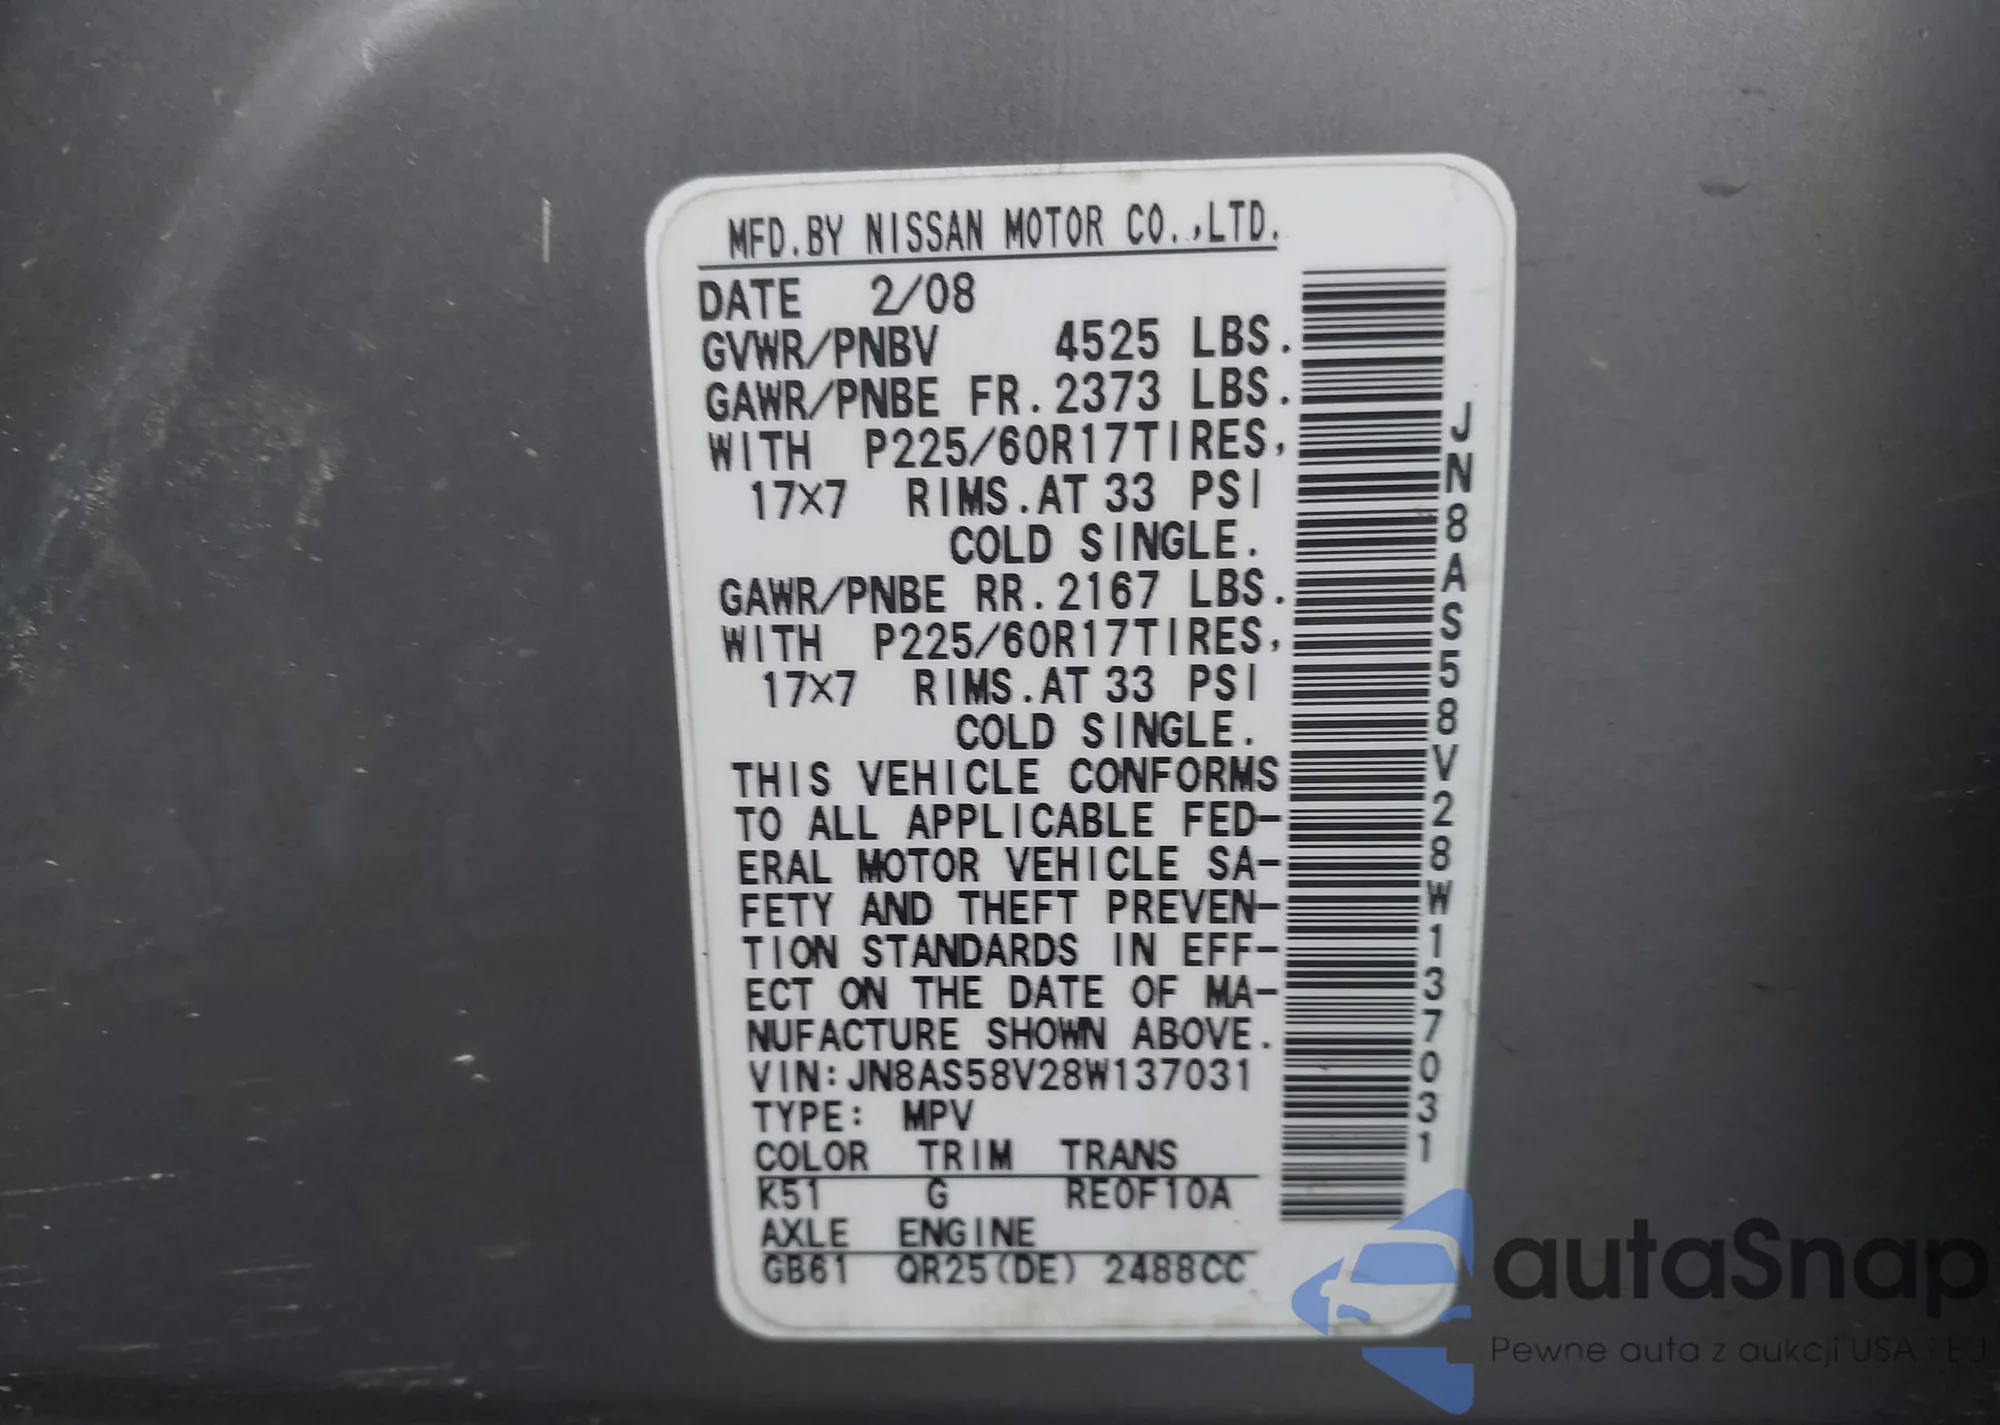 MFD.BY NISSAN MOTOR CO.,LTD.
DATE 2/08
GVWR/PNBV 4525 LBS.
GAWR/PNBE FR.2373 LBS.
WITH P225/60R17TIRES,
17X7 RIMS.AT 33 PSI
COLD SINGLE.
GAWR/PNBE RR.2167 LBS.
WITH P225/60R17TIRES,
17X7 RIMS.AT 33 PSI
COLD SINGLE.
THIS VEHICLE CONFORMS
TO ALL APPLICABLE FED-
ERAL MOTOR VEHICLE SA-
FETY AND THEFT PREVEN-
TION STANDARDS IN EFF-
ECT ON THE DATE OF MA-
NUFACTURE SHOWN ABOVE.
VIN:JN8AS58V28W137031
TYPE: MPV
COLOR TRIM TRANS
K51 G RE0F10A
AXLE ENGINE
GB61 QR25(DE) 2488CC
JN8AS58V28W137031
autaSnap
Pewne auta z aukcji USA i EJ